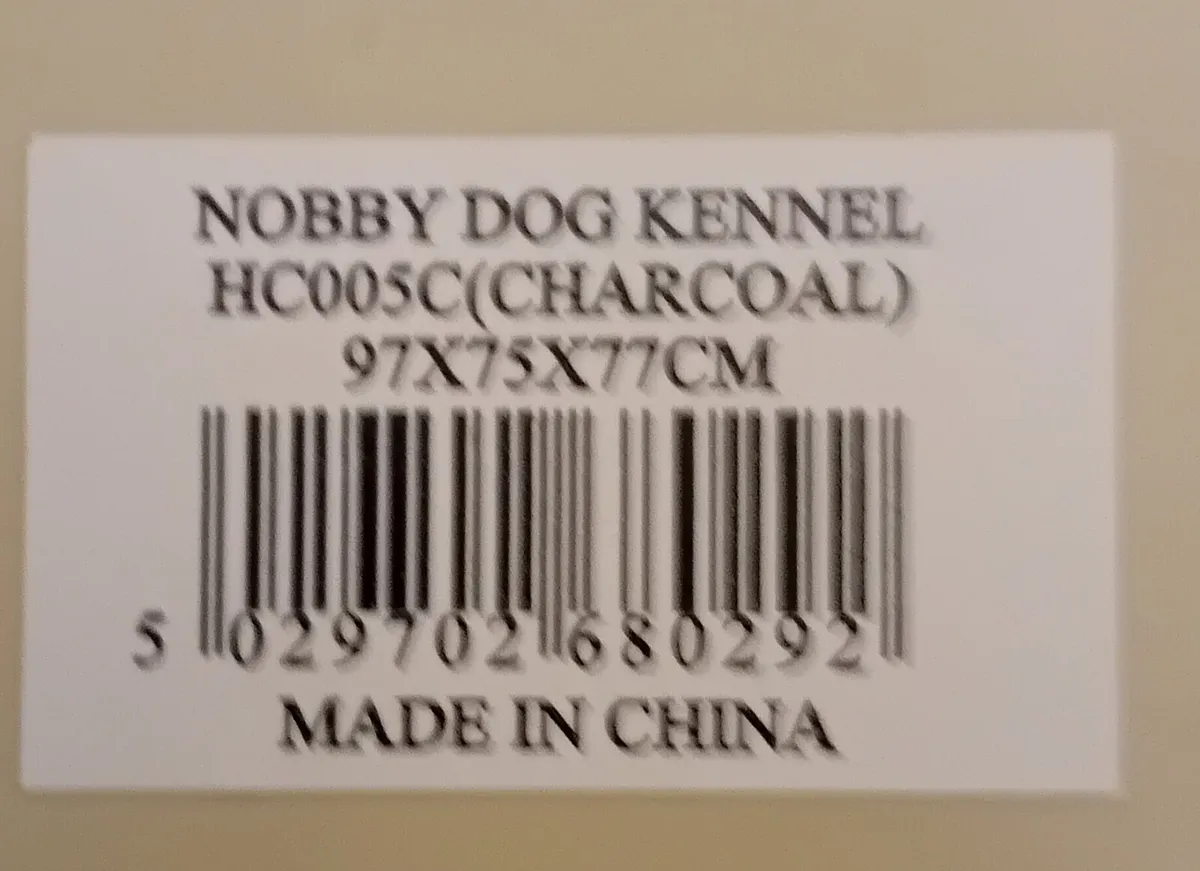 NOBBY DOG KENNEL
HC005C(CHARCOAL)
97X75X77CM
5 029702 680292
MADE IN CHINA